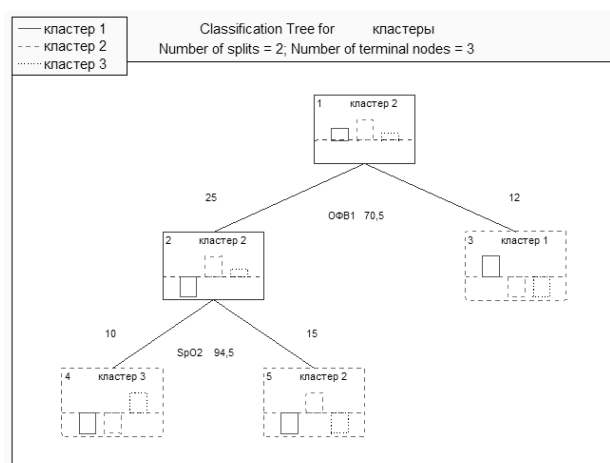 кластер 1
кластер 2
кластер 3
Classification Tree for кластеры
Number of splits = 2; Number of terminal nodes = 3
1 кластер 2
25
12
ОФВ1 70,5
2 кластер 2
3 кластер 1
10
15
SpO2 94,5
4 кластер 3
5 кластер 2